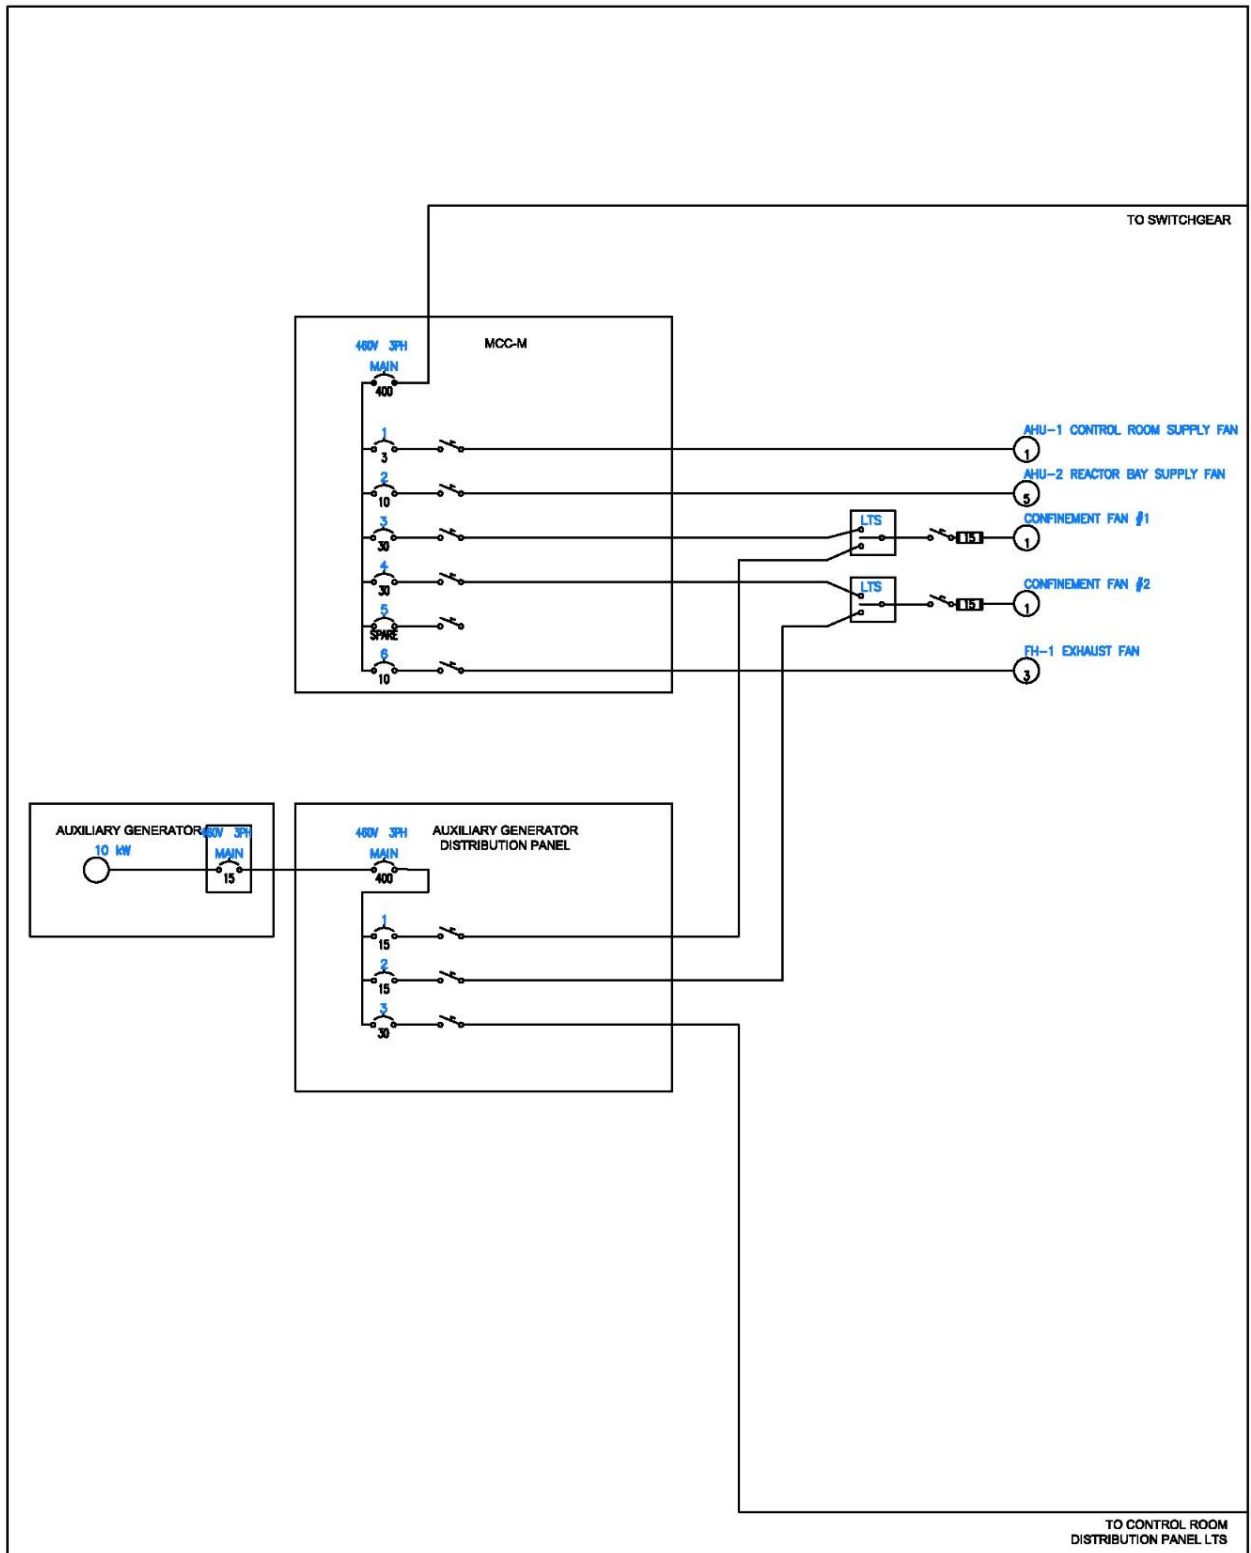 TO SWITCHGEAR
460V 3PH
MCC-M
MAIN
400
1
3
AHU-1 CONTROL ROOM SUPPLY FAN
1
2
10
AHU-2 REACTOR BAY SUPPLY FAN
5
3
30
LTS
15
CONFINEMENT FAN #1
1
4
30
LTS
15
CONFINEMENT FAN #2
1
5
SPARE
6
10
FH-1 EXHAUST FAN
3
AUXILIARY GENERATOR
460V 3PH
10 kW
MAIN
15
460V 3PH
AUXILIARY GENERATOR
DISTRIBUTION PANEL
MAIN
400
1
15
2
15
3
30
TO CONTROL ROOM
DISTRIBUTION PANEL LTS